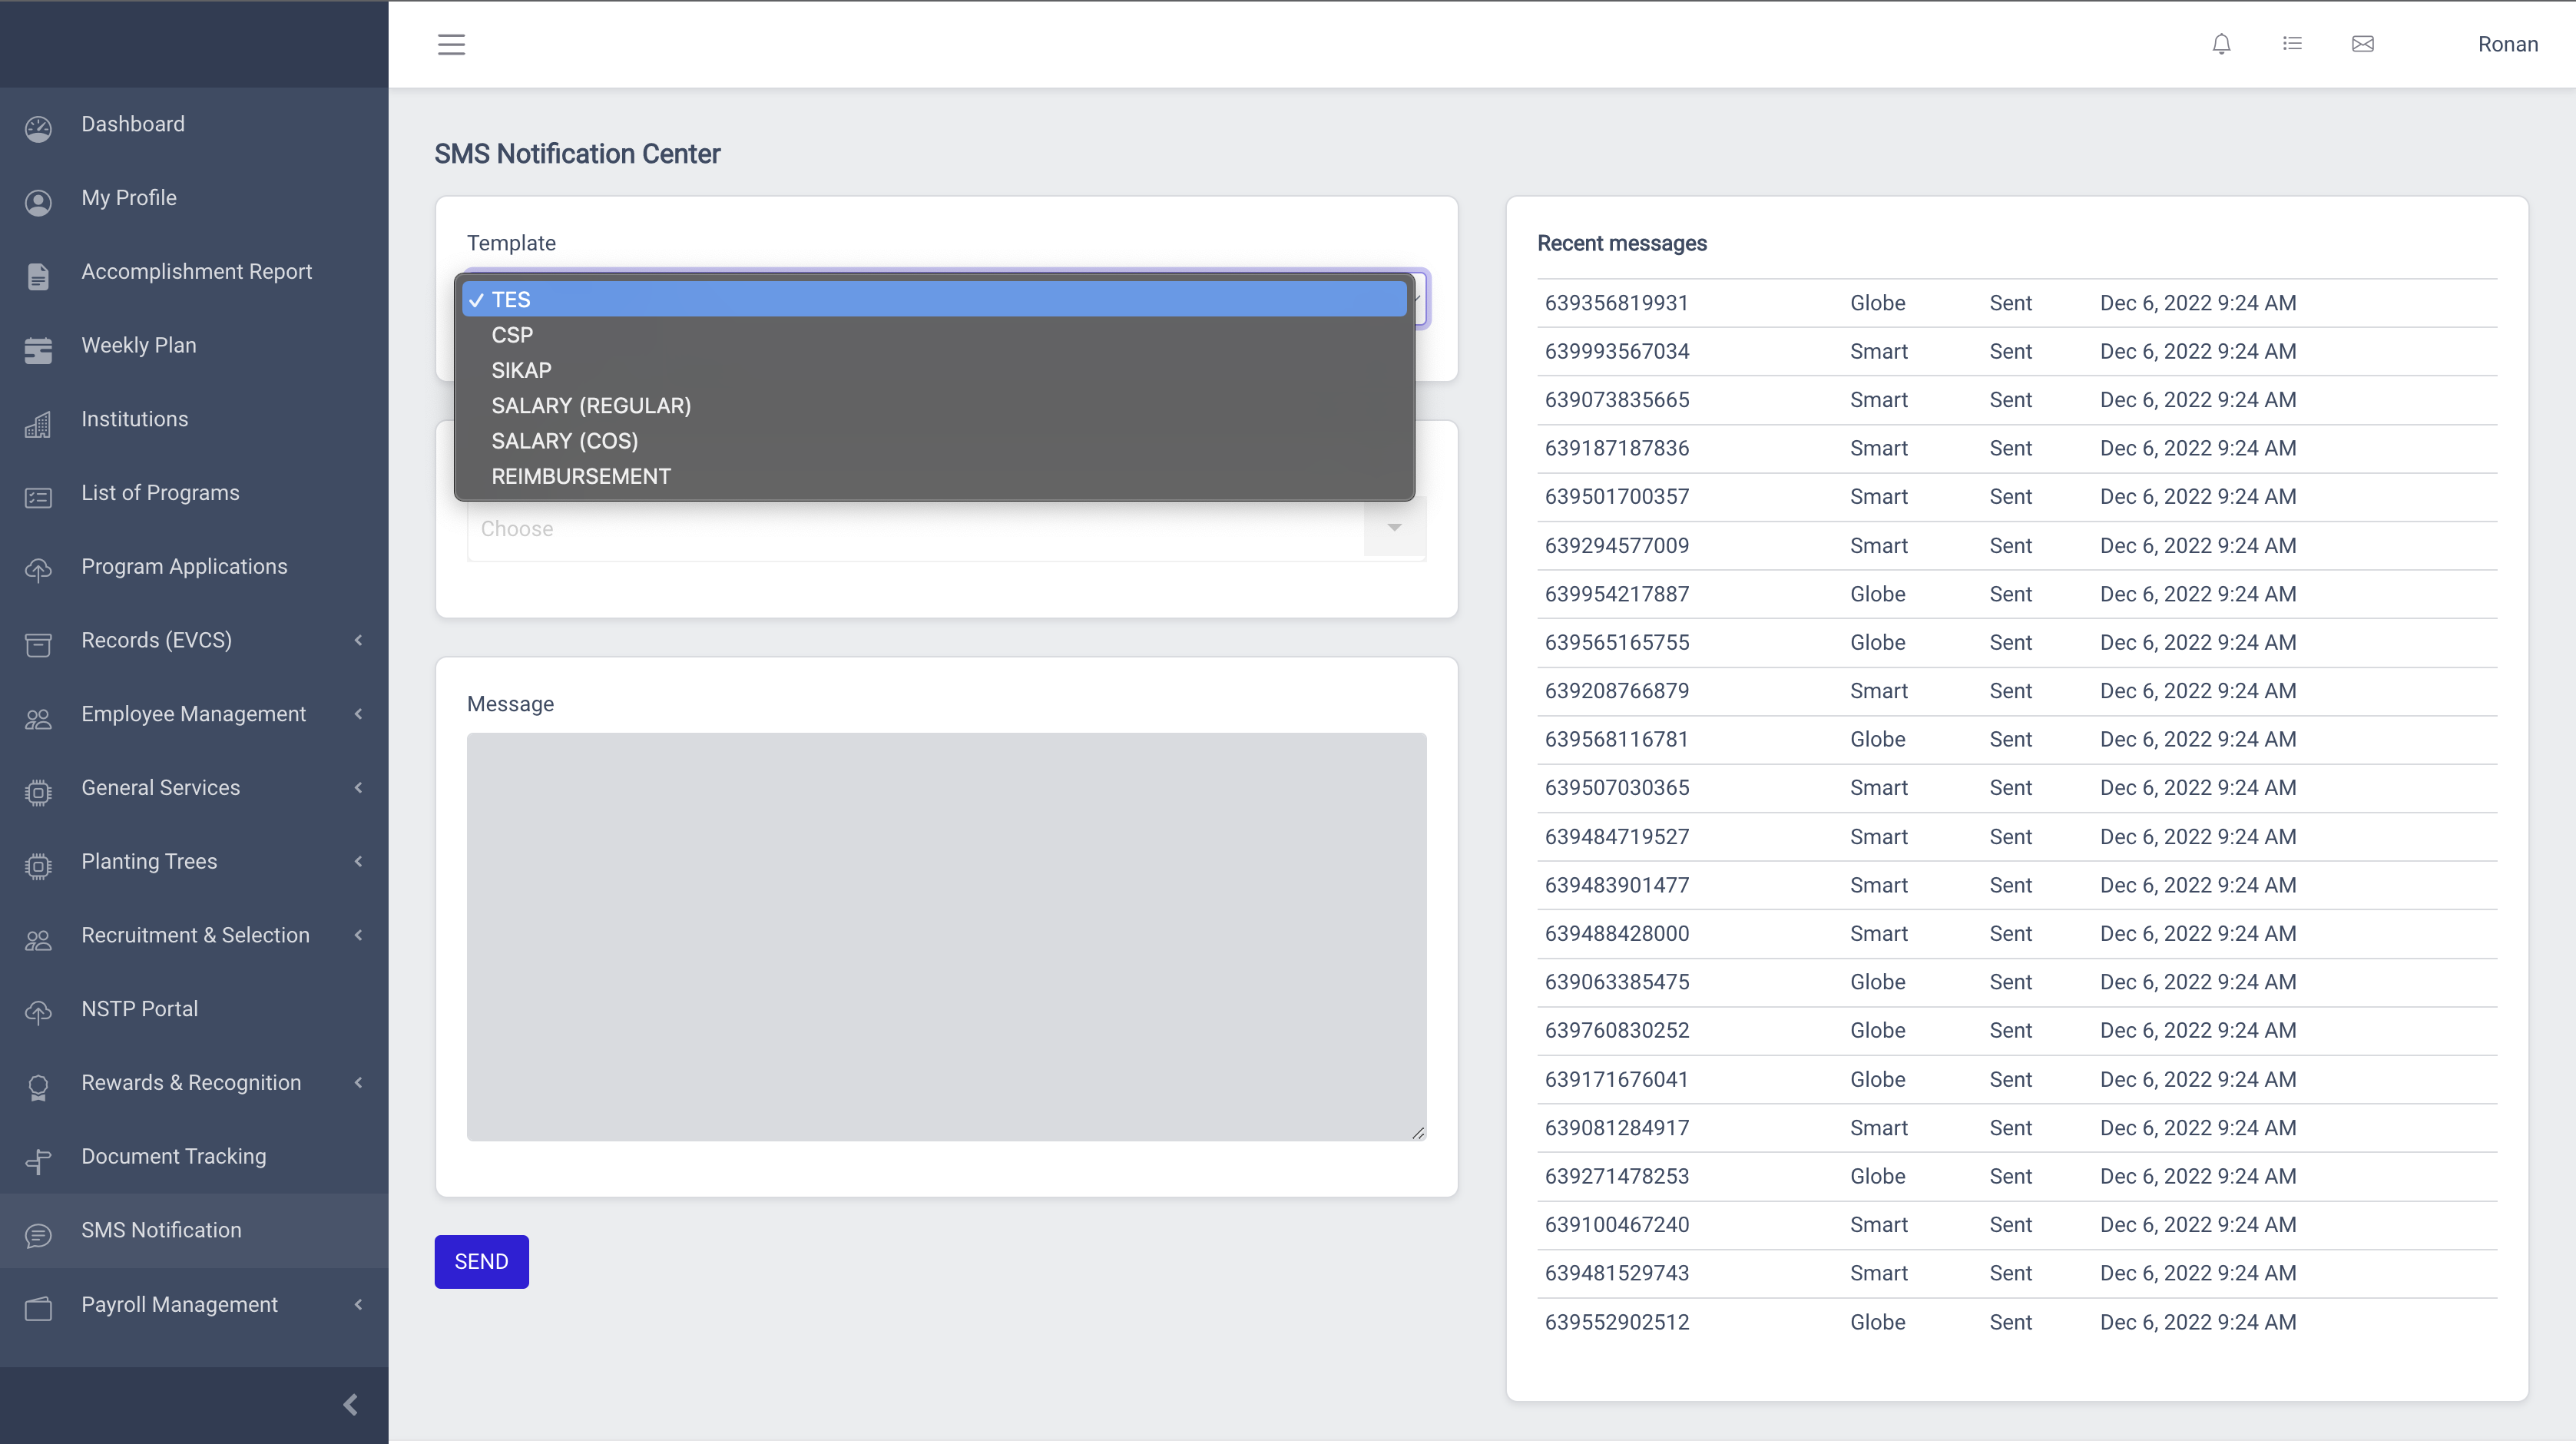 Ronan
Dashboard
My Profile
Accomplishment Report
Weekly Plan
Institutions
List of Programs
Program Applications
Records (EVCS)
Employee Management
General Services
Planting Trees
Recruitment & Selection
NSTP Portal
Rewards & Recognition
Document Tracking
SMS Notification
Payroll Management
SMS Notification Center
Template
TES
CSP
SIKAP
SALARY (REGULAR)
SALARY (COS)
REIMBURSEMENT
Choose
Message
SEND
Recent messages
639356819931 Globe Sent Dec 6, 2022 9:24 AM
639993567034 Smart Sent Dec 6, 2022 9:24 AM
639073835665 Smart Sent Dec 6, 2022 9:24 AM
639187187836 Smart Sent Dec 6, 2022 9:24 AM
639501700357 Smart Sent Dec 6, 2022 9:24 AM
639294577009 Smart Sent Dec 6, 2022 9:24 AM
639954217887 Globe Sent Dec 6, 2022 9:24 AM
639565165755 Globe Sent Dec 6, 2022 9:24 AM
639208766879 Smart Sent Dec 6, 2022 9:24 AM
639568116781 Globe Sent Dec 6, 2022 9:24 AM
639507030365 Smart Sent Dec 6, 2022 9:24 AM
639484719527 Smart Sent Dec 6, 2022 9:24 AM
639483901477 Smart Sent Dec 6, 2022 9:24 AM
639488428000 Smart Sent Dec 6, 2022 9:24 AM
639063385475 Globe Sent Dec 6, 2022 9:24 AM
639760830252 Globe Sent Dec 6, 2022 9:24 AM
639171676041 Globe Sent Dec 6, 2022 9:24 AM
639081284917 Smart Sent Dec 6, 2022 9:24 AM
639271478253 Globe Sent Dec 6, 2022 9:24 AM
639100467240 Smart Sent Dec 6, 2022 9:24 AM
639481529743 Smart Sent Dec 6, 2022 9:24 AM
639552902512 Globe Sent Dec 6, 2022 9:24 AM